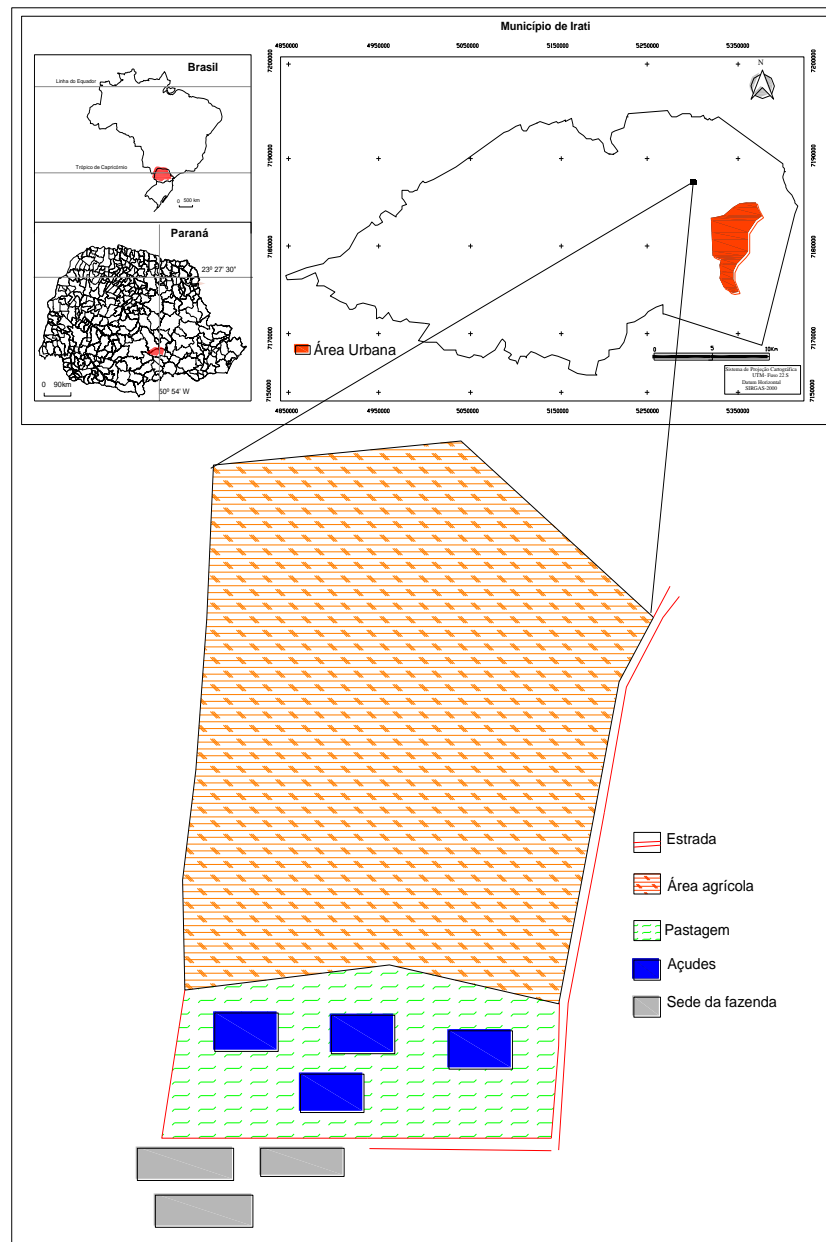 Município de Irati
Brasil
Linha do Equador
Trópico de Capricórnio
0 500 km
Paraná
23º 27' 30"
0 90km
50º 54' W
4850000 4950000 5050000 5150000 5250000 5350000
7200000 7200000
7190000 7190000
7180000 7180000
7170000 7170000
7150000 7150000
N
Área Urbana
0 5 10Km
Sistema de Projeção Cartográfica
UTM- Fuso 22 S
Datum Horizontal
SIRGAS-2000
4850000 4950000 5050000 5150000 5250000 5350000
Estrada
Área agrícola
Pastagem
Açudes
Sede da fazenda